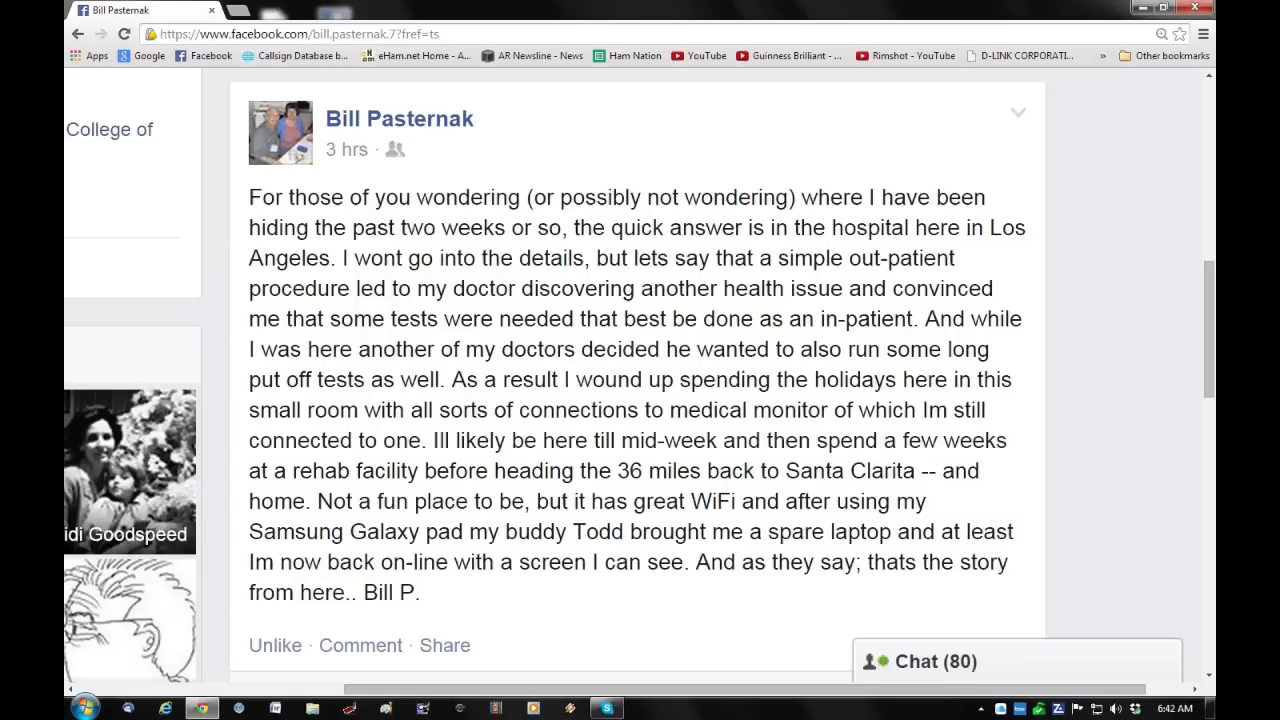 Bill Pasternak
https://www.facebook.com/bill.pasternak.7?fref=ts
Apps Google Facebook Callsign Database b... eHam.net Home - A... AR Newsline - News Ham Nation YouTube Guinness Brilliant - ... Rimshot - YouTube D-LINK CORPORATI... » Other bookmarks
College of
Bill Pasternak
3 hrs ·
For those of you wondering (or possibly not wondering) where I have been
hiding the past two weeks or so, the quick answer is in the hospital here in Los
Angeles. I wont go into the details, but lets say that a simple out-patient
procedure led to my doctor discovering another health issue and convinced
me that some tests were needed that best be done as an in-patient. And while
I was here another of my doctors decided he wanted to also run some long
put off tests as well. As a result I wound up spending the holidays here in this
small room with all sorts of connections to medical monitor of which Im still
connected to one. Ill likely be here till mid-week and then spend a few weeks
at a rehab facility before heading the 36 miles back to Santa Clarita -- and
home. Not a fun place to be, but it has great WiFi and after using my
Samsung Galaxy pad my buddy Todd brought me a spare laptop and at least
Im now back on-line with a screen I can see. And as they say; thats the story
from here.. Bill P.
idi Goodspeed
Unlike · Comment · Share
Chat (80)
6:42 AM